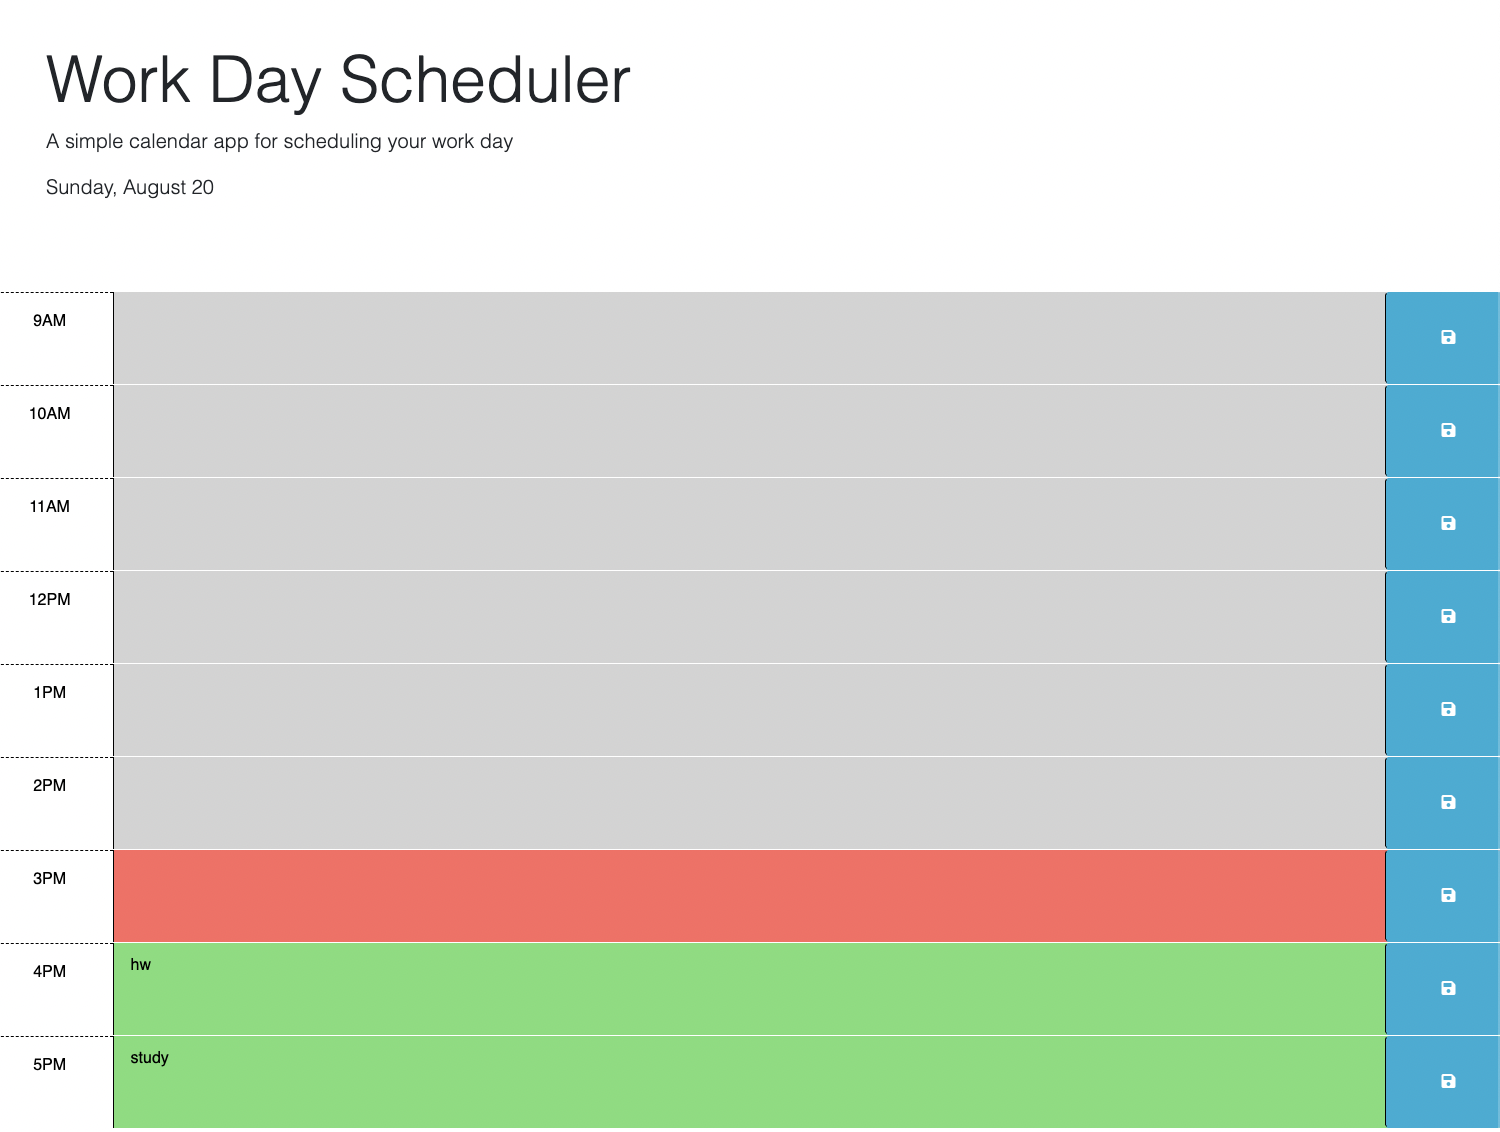 Work Day Scheduler
A simple calendar app for scheduling your work day
Sunday, August 20
9AM
10AM
11AM
12PM
1PM
2PM
3PM
4PM
hw
5PM
study